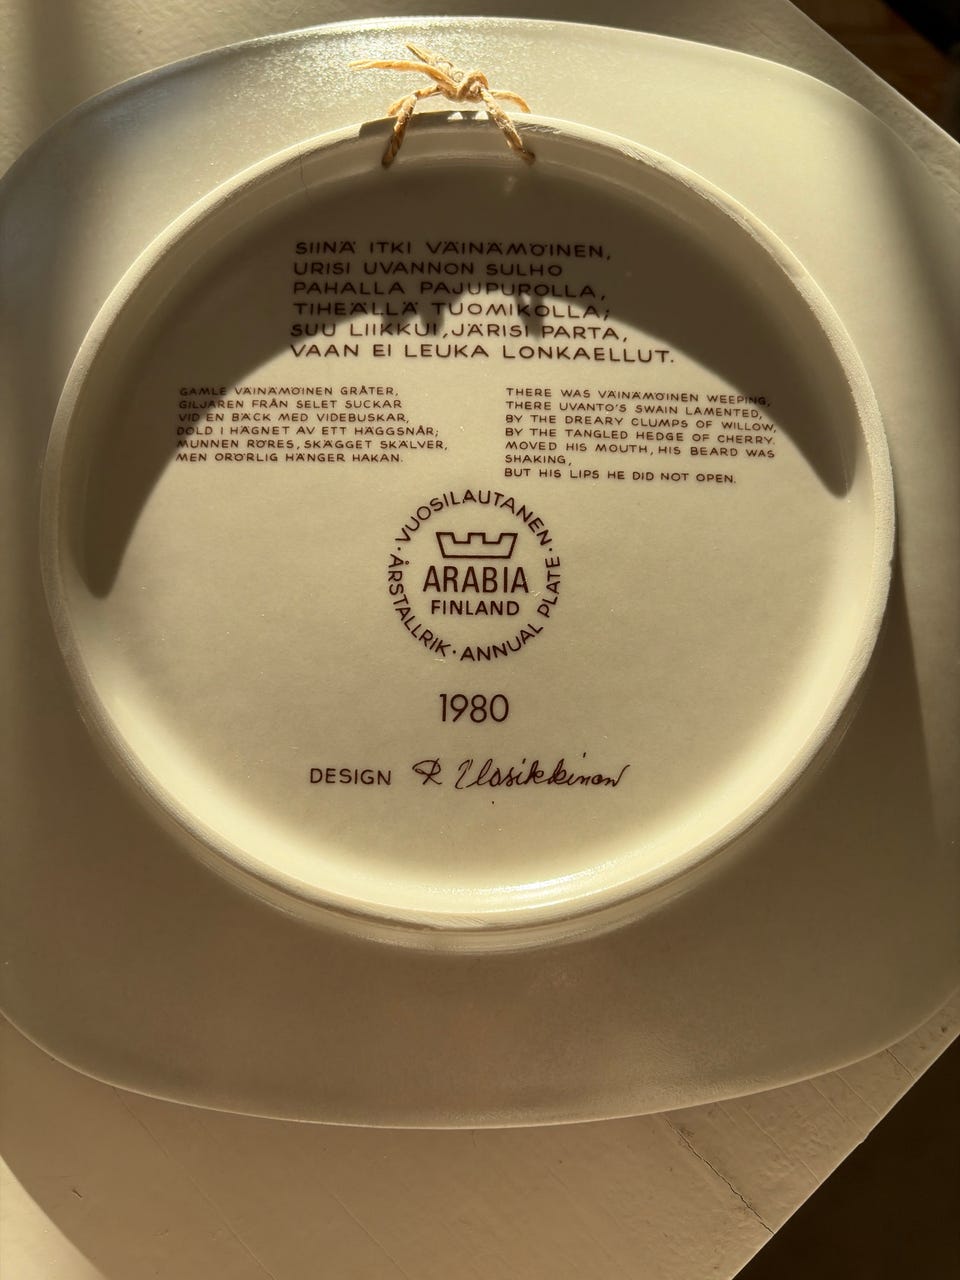 SIINÄ ITKI VÄINÄMÖINEN,
URISI UVANNON SULHO
PAHALLA PAJUPUROLLA,
TIHEÄLLÄ TUOMIKOLLA;
SUU LIIKKUI, JÄRISI PARTA,
VAAN EI LEUKA LONKAELLUT.
GAMLE VÄINÄMÖINEN GRÅTER,
GILJAREN FRÅN SELET SUCKAR
VID EN BÄCK MED VIDEBUSKAR,
DOLD I HÄGNET AV ETT HÄGGSNÅR;
MUNNEN RÖRES, SKÄGGET SKÄLVER,
MEN ORÖRLIG HÄNGER HAKAN.
THERE WAS VÄINÄMÖINEN WEEPING,
THERE UVANTO'S SWAIN LAMENTED,
BY THE DREARY CLUMPS OF WILLOW,
BY THE TANGLED HEDGE OF CHERRY.
MOVED HIS MOUTH, HIS BEARD WAS
SHAKING,
BUT HIS LIPS HE DID NOT OPEN.
· VUOSILAUTANEN · ANNUAL PLATE · ÅRSTALLRIK
ARABIA
FINLAND
1980
DESIGN R Uosikkinen